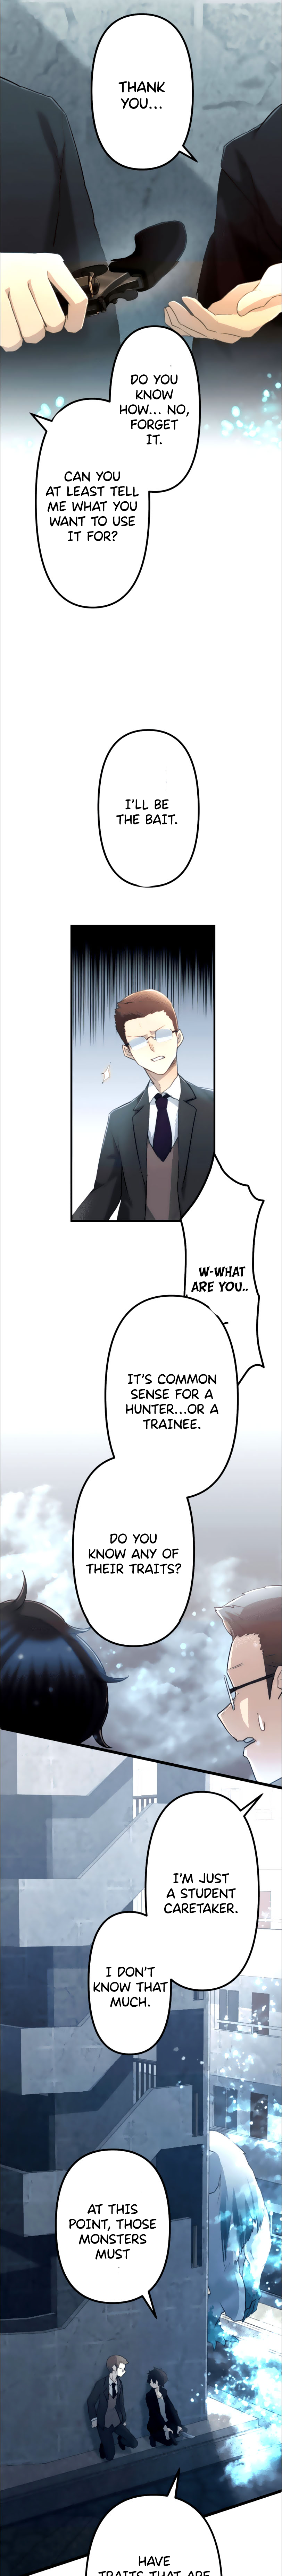 THANK
YOU...
DO YOU
KNOW
HOW... NO,
FORGET
IT.
CAN YOU
AT LEAST TELL
ME WHAT YOU
WANT TO USE
IT FOR?
I'LL BE
THE BAIT.
W-WHAT
ARE YOU..
IT'S COMMON
SENSE FOR A
HUNTER...OR A
TRAINEE.
DO YOU
KNOW ANY OF
THEIR TRAITS?
I'M JUST
A STUDENT
CARETAKER.
I DON'T
KNOW THAT
MUCH.
AT THIS
POINT, THOSE
MONSTERS
MUST
HAVE
TRAITS THAT ARE